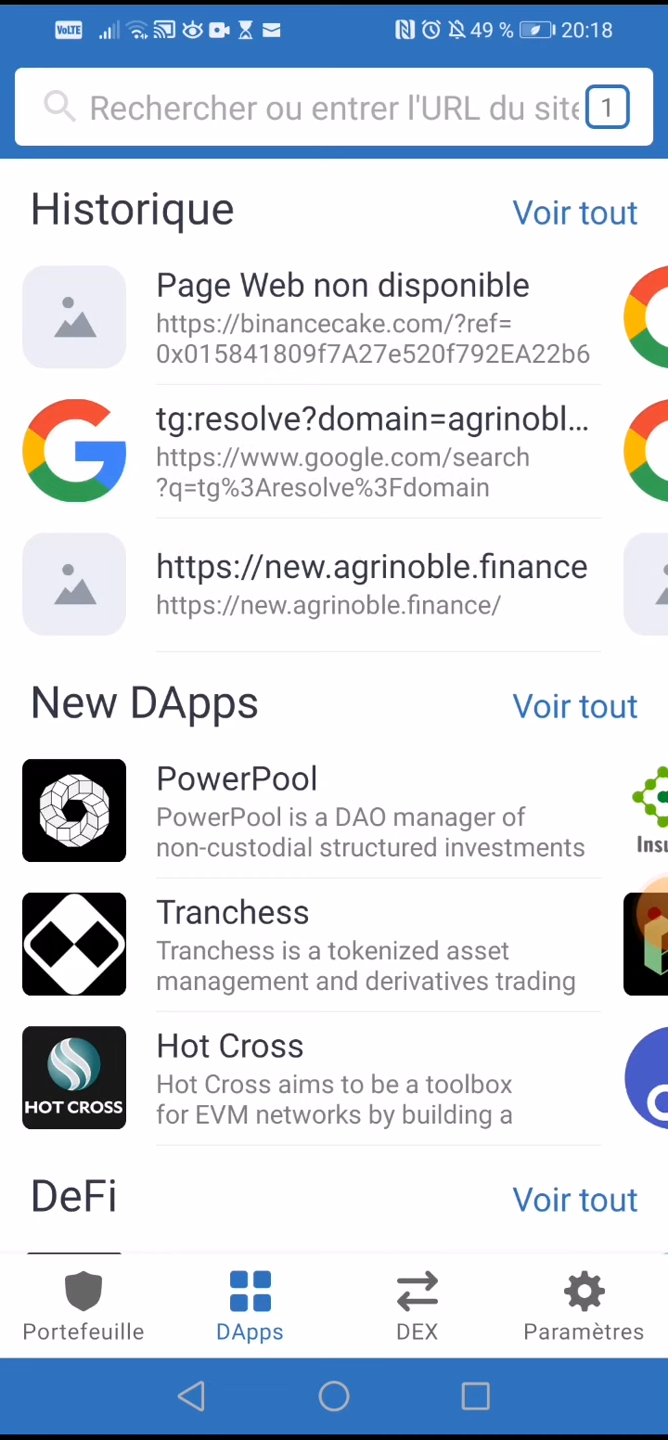 VoLTE 49 % 20:18
Rechercher ou entrer l'URL du site 1
Historique Voir tout
Page Web non disponible
https://binancecake.com/?ref=
0x015841809f7A27e520f792EA22b6
tg:resolve?domain=agrinobl...
https://www.google.com/search
?q=tg%3Aresolve%3Fdomain
https://new.agrinoble.finance
https://new.agrinoble.finance/
New DApps Voir tout
PowerPool
PowerPool is a DAO manager of
non-custodial structured investments
Insu
Tranchess
Tranchess is a tokenized asset
management and derivatives trading
Hot Cross
Hot Cross aims to be a toolbox
for EVM networks by building a
HOT CROSS
DeFi Voir tout
Portefeuille DApps DEX Paramètres